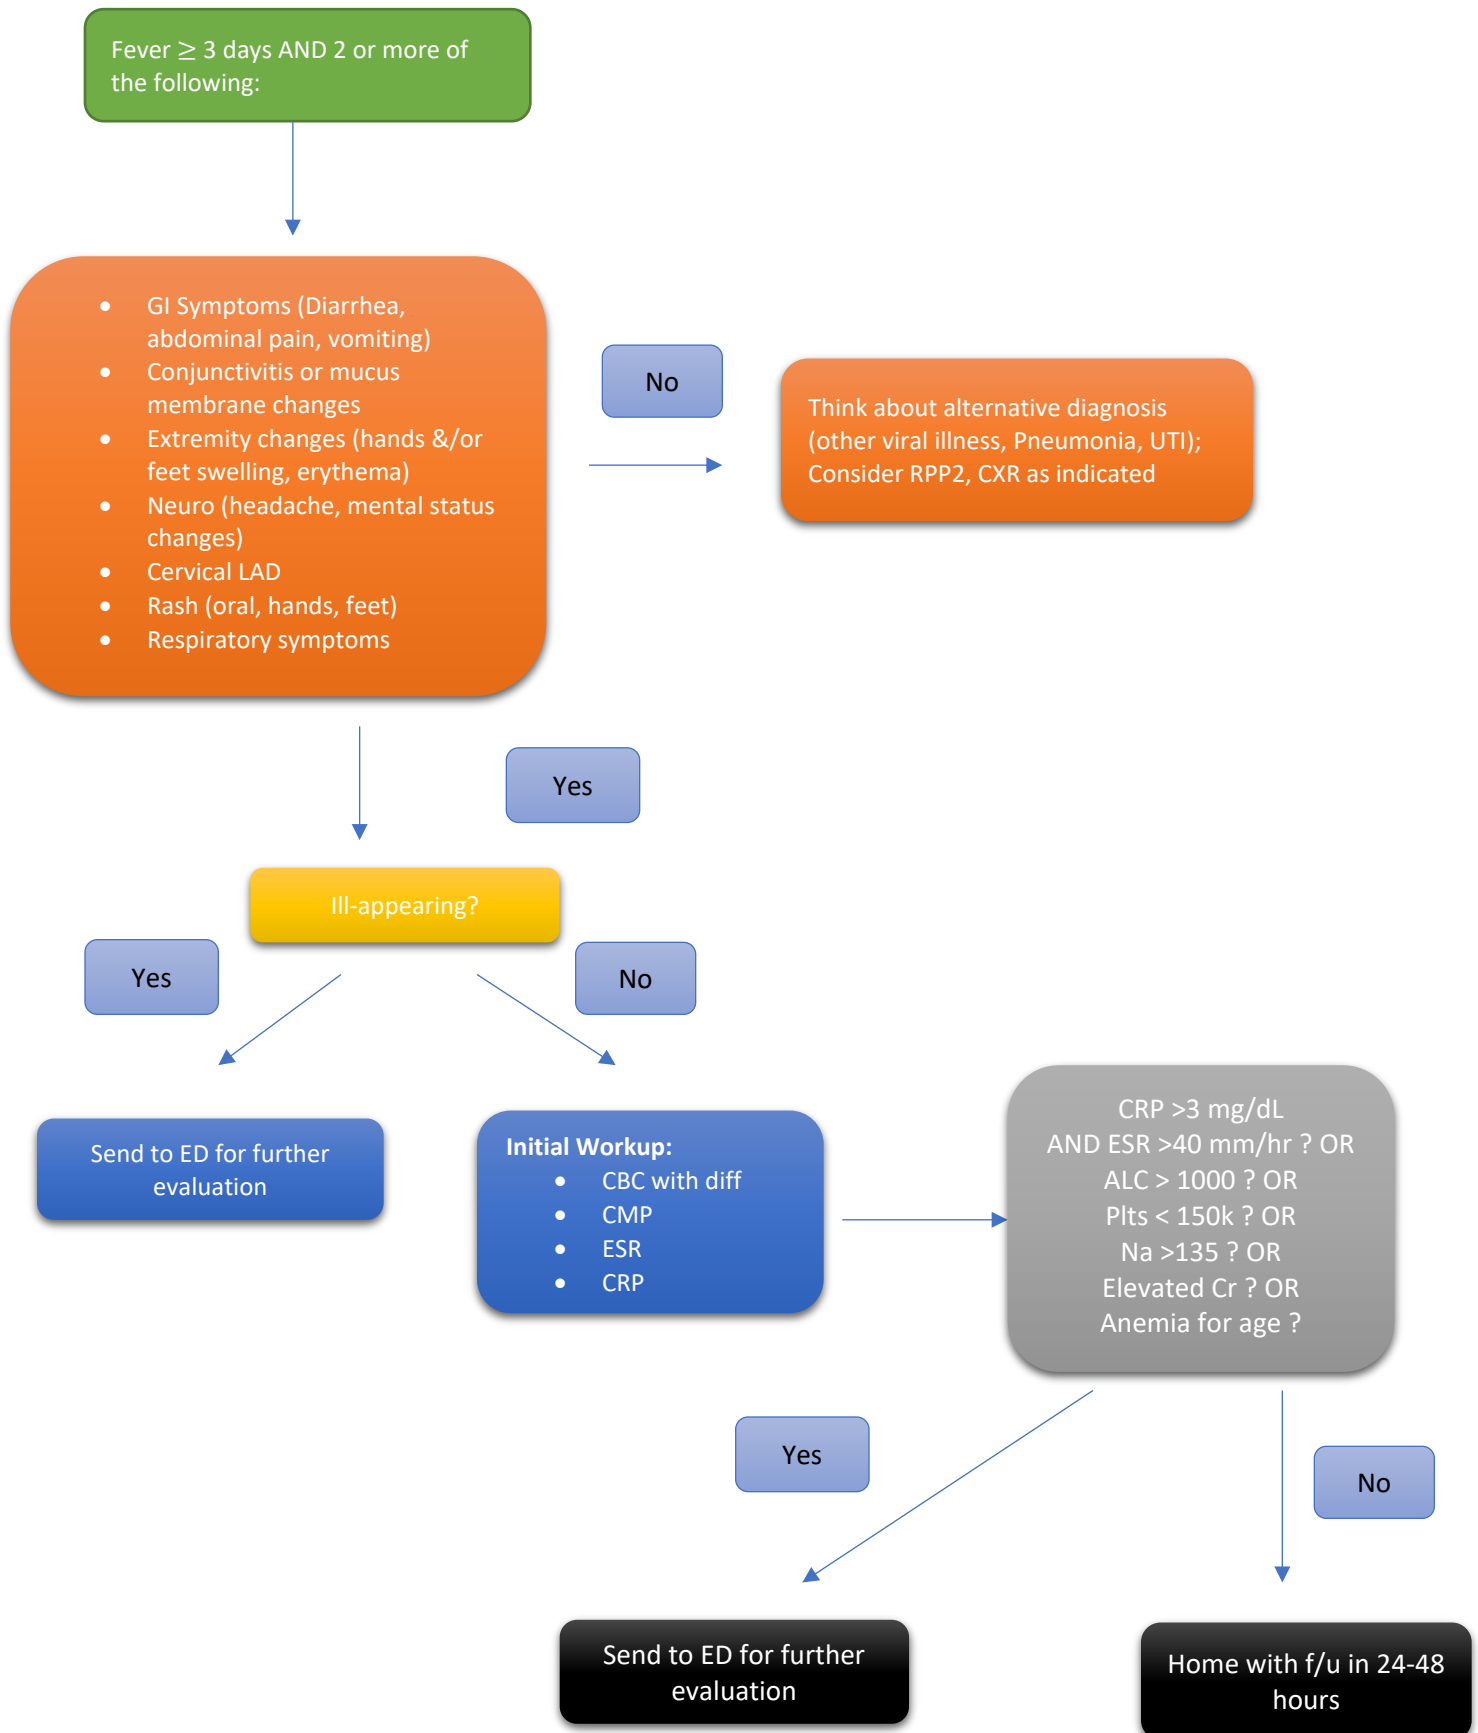 Fever ≥ 3 days AND 2 or more of
the following:
• GI Symptoms (Diarrhea,
abdominal pain, vomiting)
• Conjunctivitis or mucus
membrane changes
• Extremity changes (hands &/or
feet swelling, erythema)
• Neuro (headache, mental status
changes)
• Cervical LAD
• Rash (oral, hands, feet)
• Respiratory symptoms
No
Think about alternative diagnosis
(other viral illness, Pneumonia, UTI);
Consider RPP2, CXR as indicated
Yes
Ill-appearing?
Yes
No
Send to ED for further
evaluation
Initial Workup:
• CBC with diff
• CMP
• ESR
• CRP
CRP >3 mg/dL
AND ESR >40 mm/hr ? OR
ALC > 1000 ? OR
Plts < 150k ? OR
Na >135 ? OR
Elevated Cr ? OR
Anemia for age ?
Yes
No
Send to ED for further
evaluation
Home with f/u in 24-48
hours